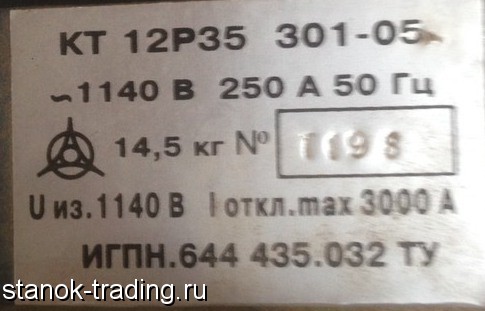 КТ 12Р35 301-05
~1140 В 250 А 50 Гц
14,5 кг № 1198
U из.1140 В I откл.max 3000 А
ИГПН.644 435.032 ТУ
stanok-trading.ru